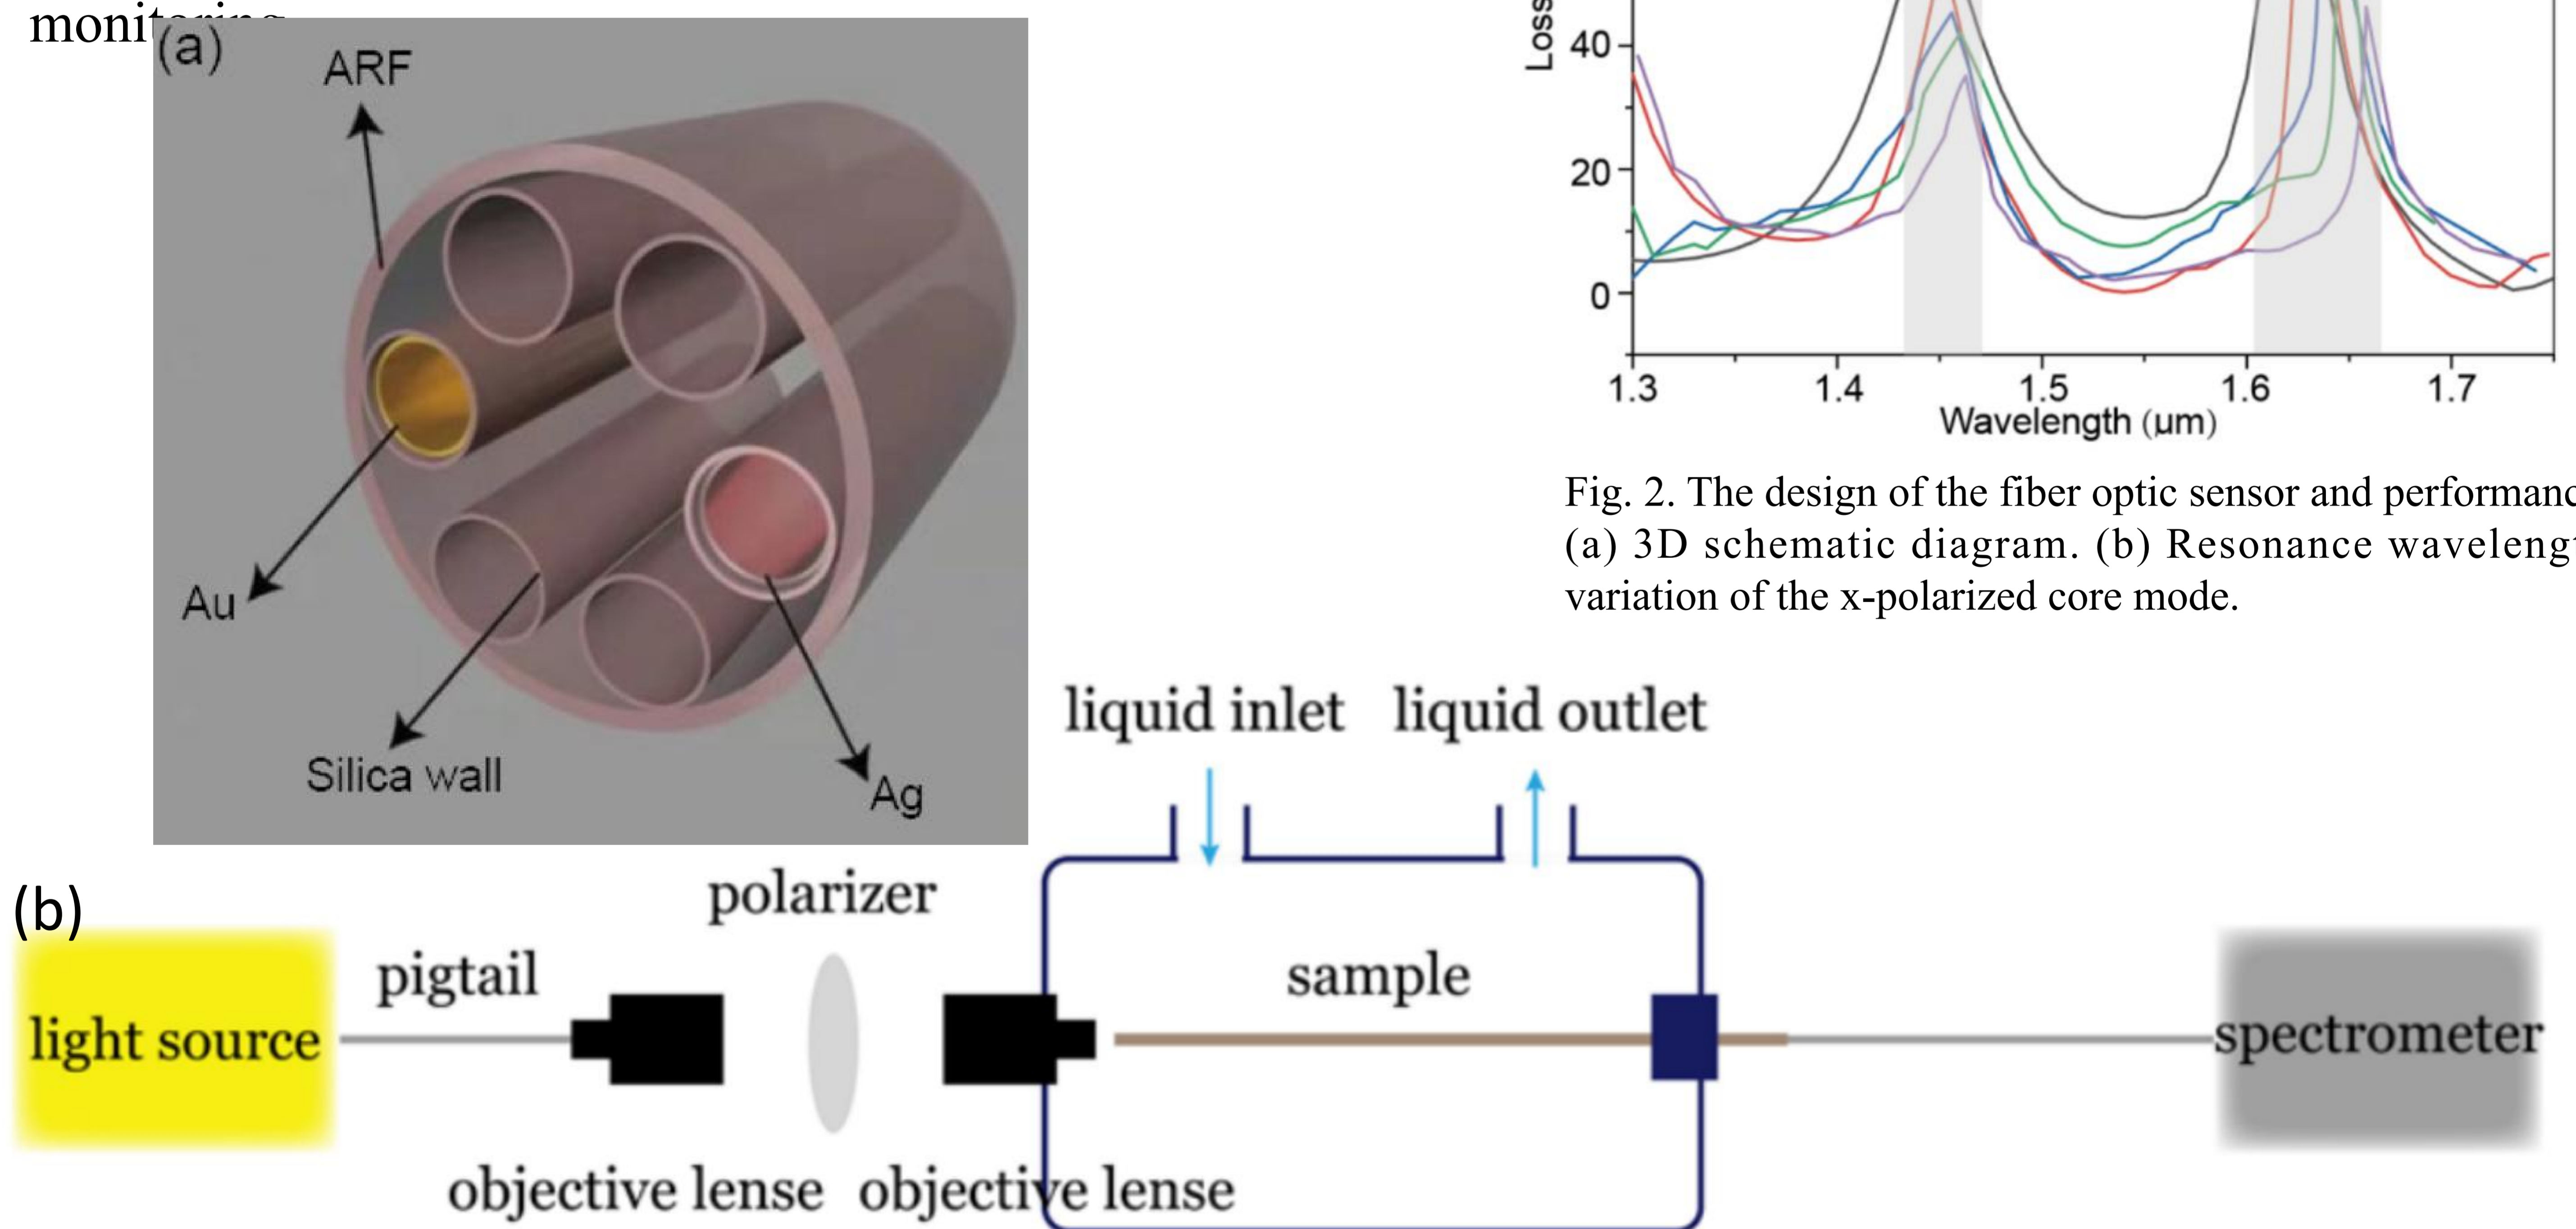 monitoring
(a)
ARF
Au
Silica wall
Ag
Loss
40
20
0
1.3 1.4 1.5 1.6 1.7
Wavelength (μm)
Fig. 2. The design of the fiber optic sensor and
(a) 3D schematic diagram. (b) Resonance
variation of the x-polarized core mode.
liquid inlet liquid outlet
(b)
polarizer
pigtail
sample
light source
spectrometer
objective lense objective lense